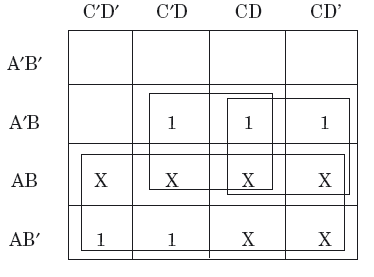 C′D′ C′D CD CD'
A′B′
A′B 1 1 1
AB X X X X
AB′ 1 1 X X